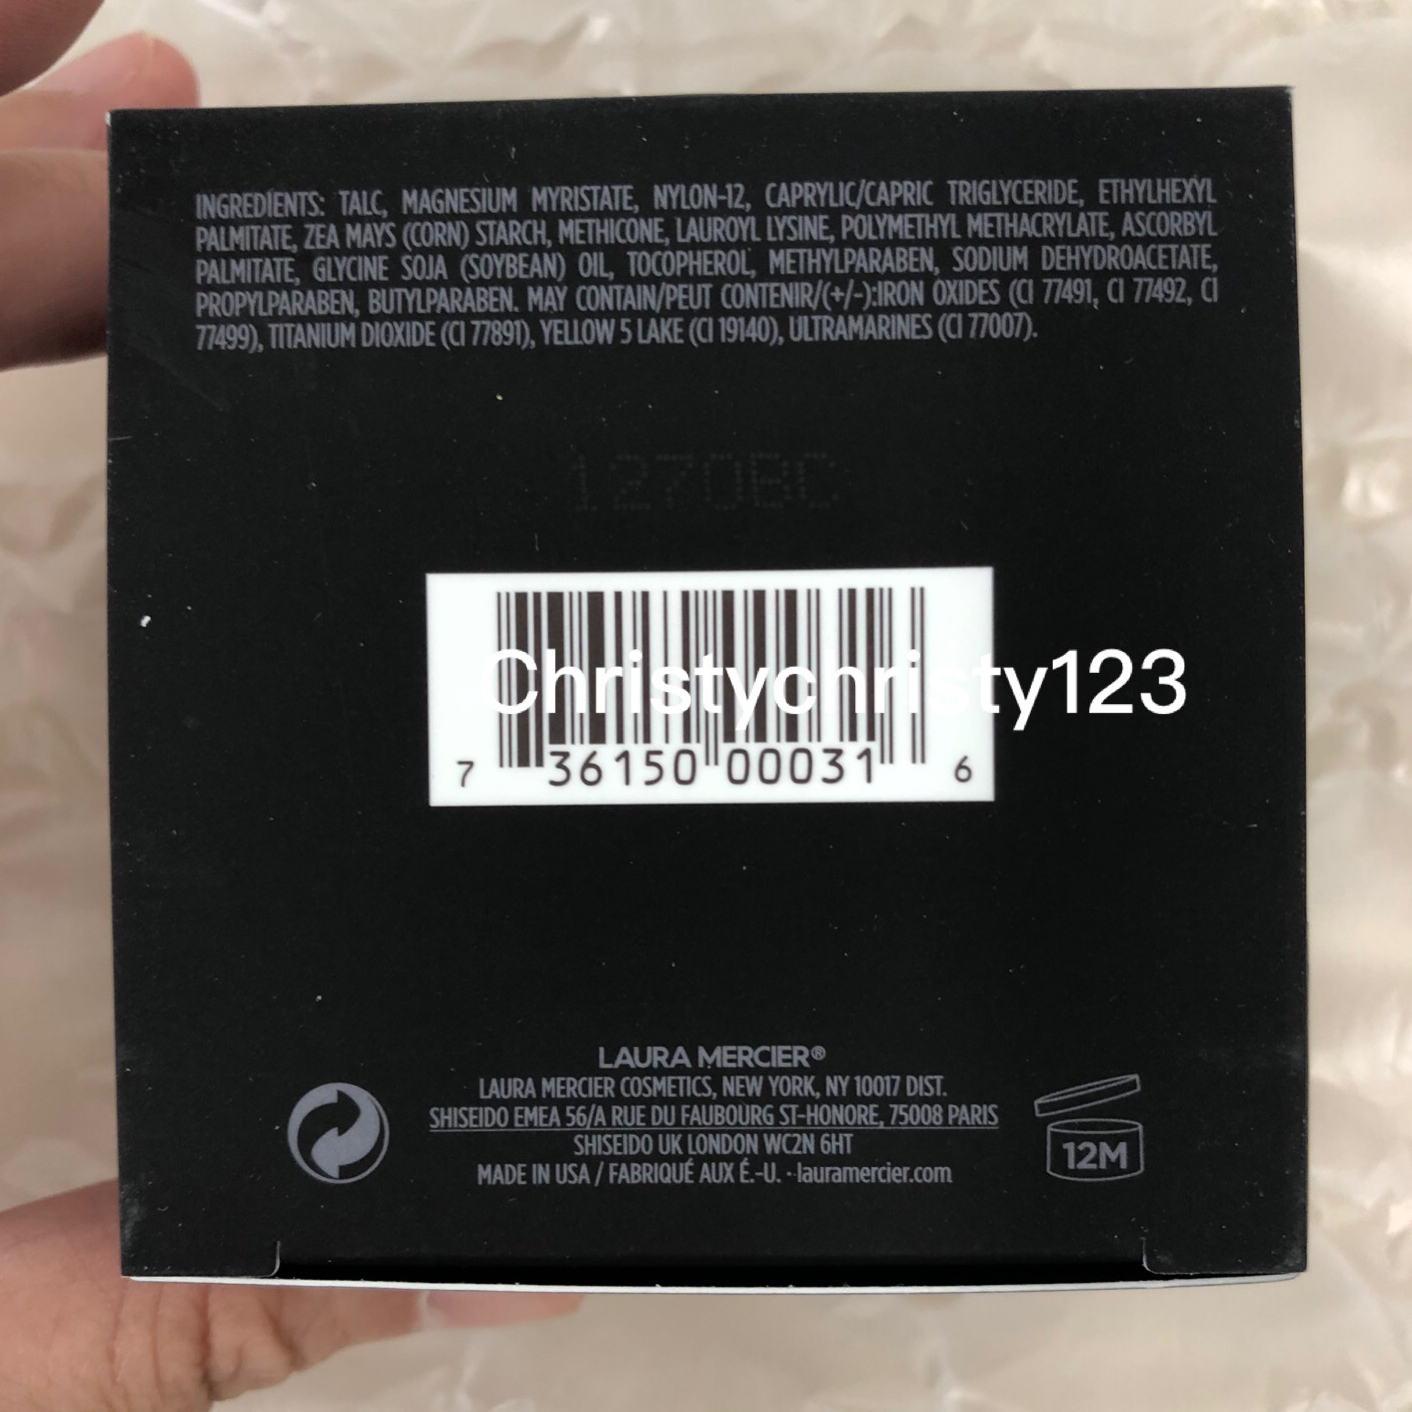 INGREDIENTS: TALC, MAGNESIUM MYRISTATE, NYLON-12, CAPRYLIC/CAPRIC TRIGLYCERIDE, ETHYLHEXYL
PALMITATE, ZEA MAYS (CORN) STARCH, METHICONE, LAUROYL LYSINE, POLYMETHYL METHACRYLATE, ASCORBYL
PALMITATE, GLYCINE SOJA (SOYBEAN) OIL, TOCOPHEROL, METHYLPARABEN, SODIUM DEHYDROACETATE,
PROPYLPARABEN, BUTYLPARABEN. MAY CONTAIN/PEUT CONTENIR/(+/-):IRON OXIDES (CI 77491, CI 77492, CI
77499), TITANIUM DIOXIDE (CI 77891), YELLOW 5 LAKE (CI 19140), ULTRAMARINES (CI 77007).
1270BC
Christychristy123
7 36150 00031 6
LAURA MERCIER®
LAURA MERCIER COSMETICS, NEW YORK, NY 10017 DIST.
SHISEIDO EMEA 56/A RUE DU FAUBOURG ST-HONORE, 75008 PARIS
SHISEIDO UK LONDON WC2N 6HT
MADE IN USA / FABRIQUÉ AUX É.-U. · lauramercier.com
12M